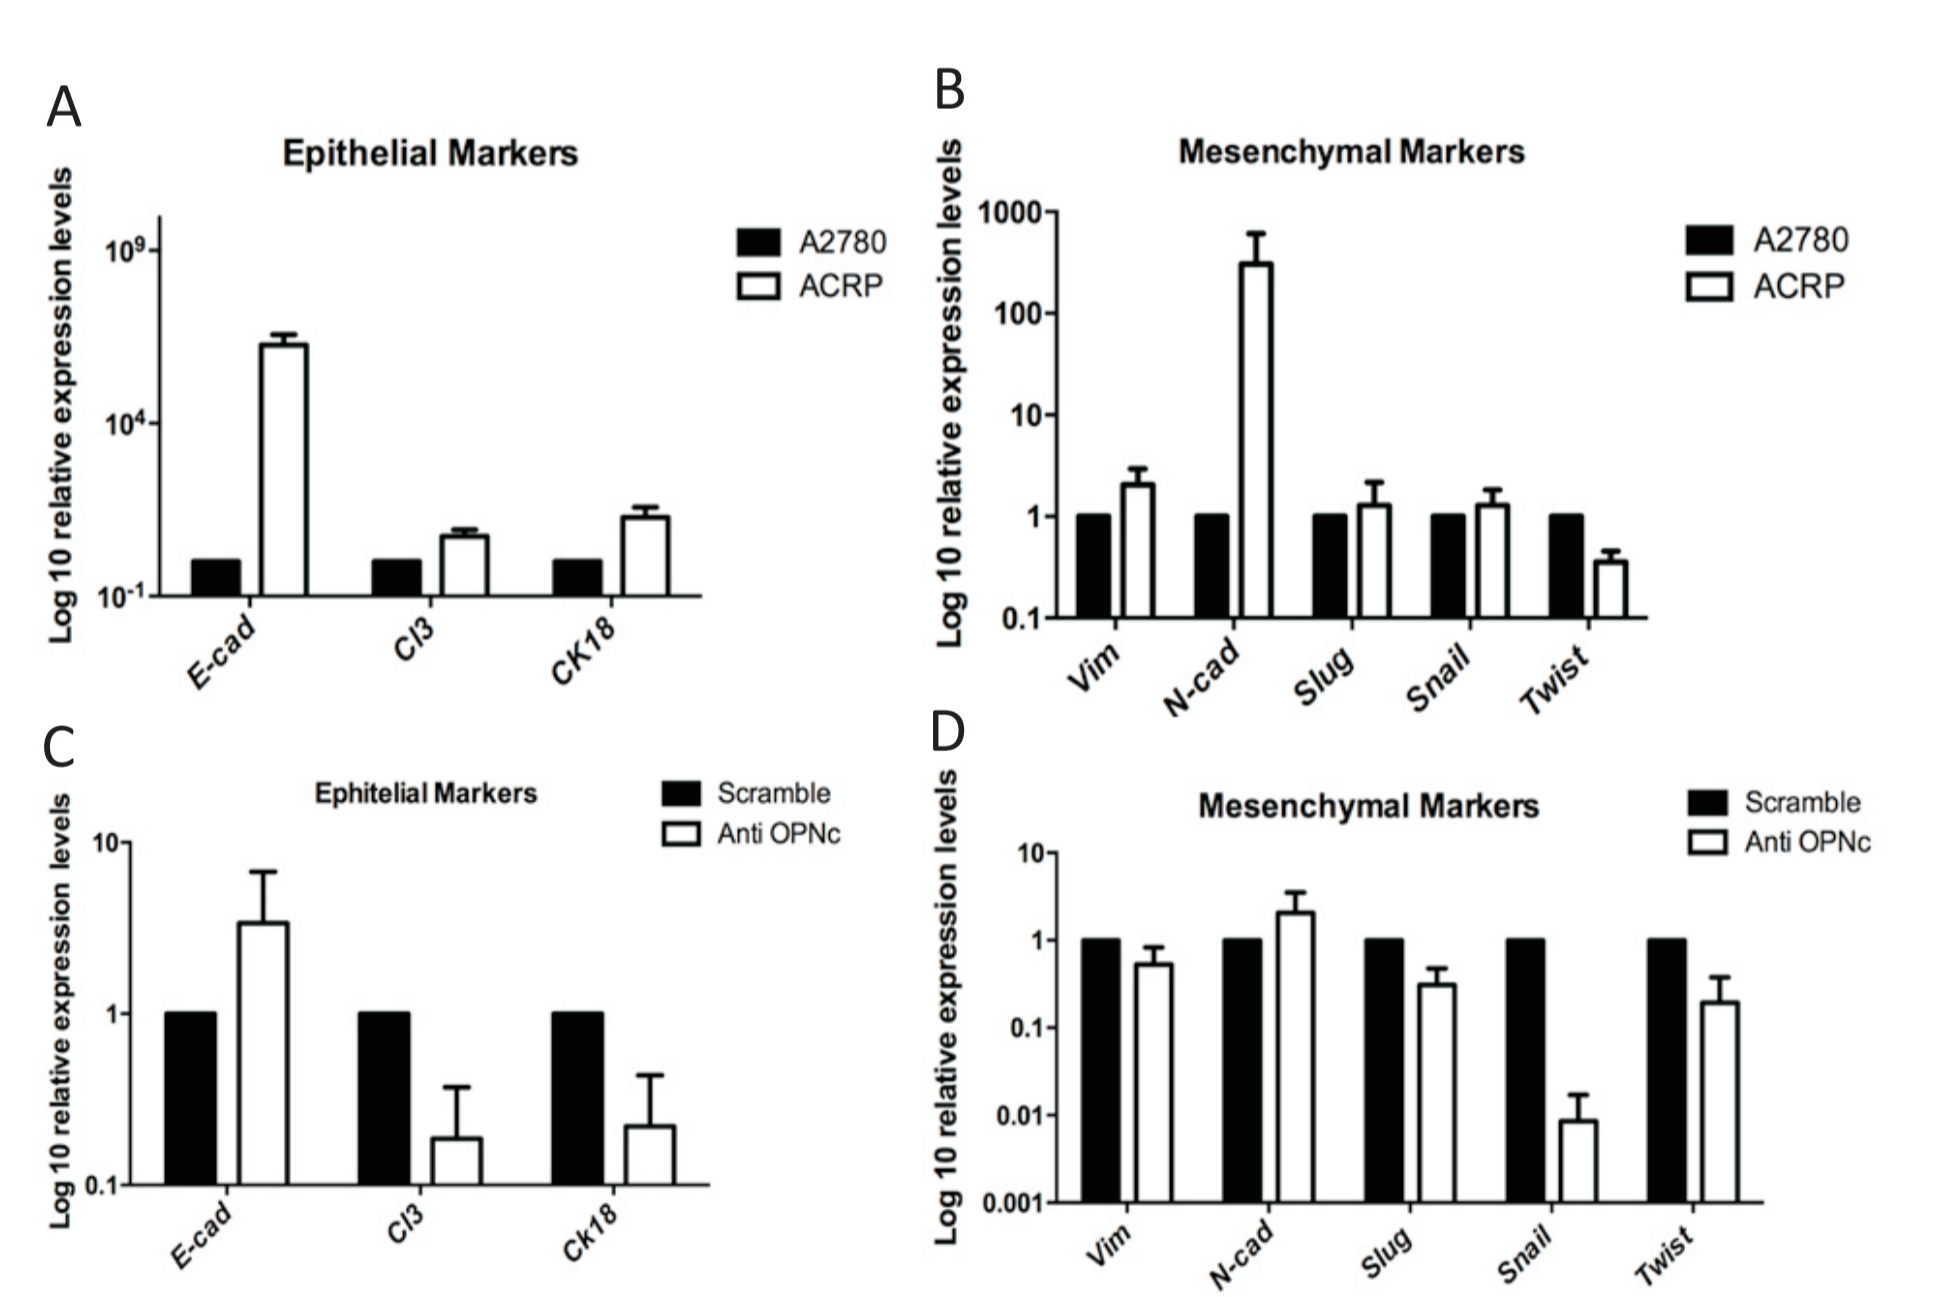 A
Epithelial Markers
Log 10 relative expression levels
10⁹
10⁴
10⁻¹
E-cad
Cl3
CK18
A2780
ACRP
B
Mesenchymal Markers
Log 10 relative expression levels
1000
100
10
1
0.1
Vim
N-cad
Slug
Snail
Twist
A2780
ACRP
C
Ephitelial Markers
Log 10 relative expression levels
10
1
0.1
E-cad
Cl3
Ck18
Scramble
Anti OPNc
D
Mesenchymal Markers
Log 10 relative expression levels
10
1
0.1
0.01
0.001
Vim
N-cad
Slug
Snail
Twist
Scramble
Anti OPNc